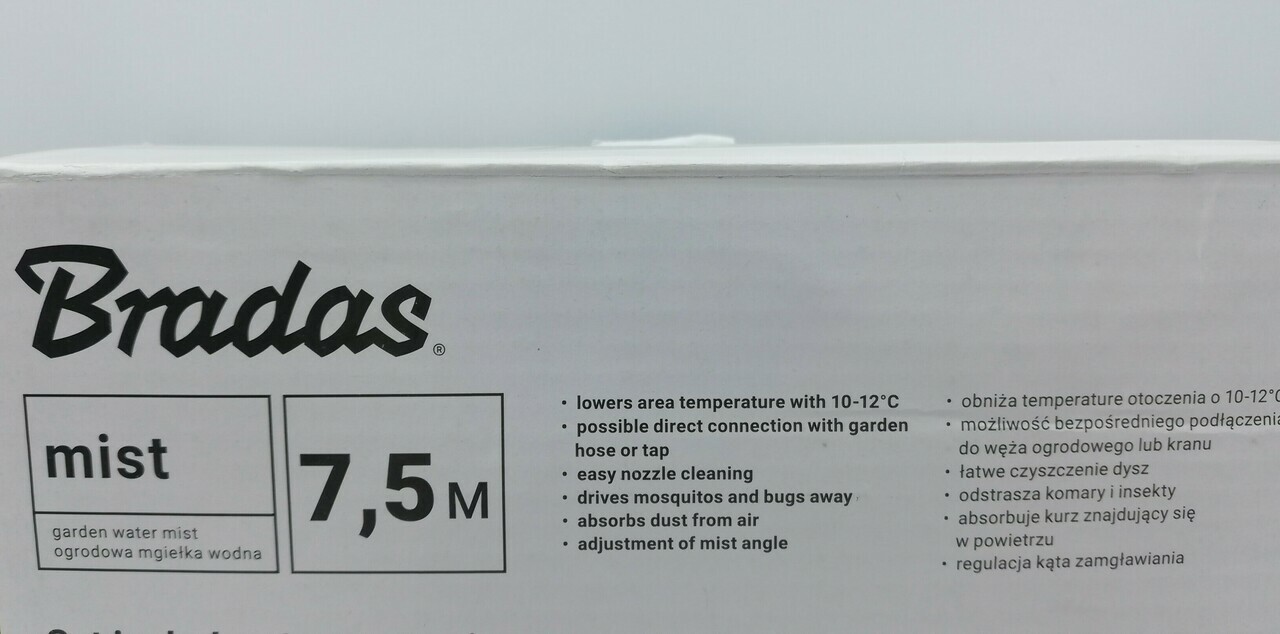 Bradas®
mist
garden water mist
ogrodowa mgiełka wodna
7,5 M
• lowers area temperature with 10-12°C
• possible direct connection with garden
hose or tap
• easy nozzle cleaning
• drives mosquitos and bugs away
• absorbs dust from air
• adjustment of mist angle
• obniża temperature otoczenia o 10-12°C
• możliwość bezpośredniego podłączenia
do węża ogrodowego lub kranu
• łatwe czyszczenie dysz
• odstrasza komary i insekty
• absorbuje kurz znajdujący się
w powietrzu
• regulacja kąta zamgławiania